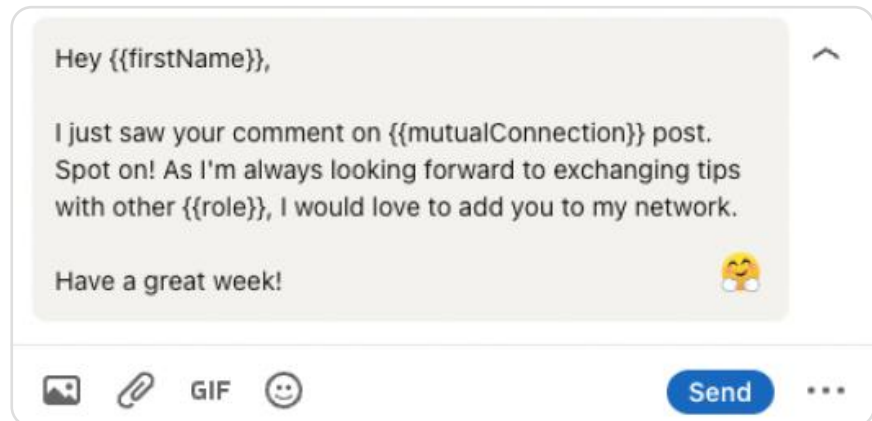 Hey {{firstName}},
I just saw your comment on {{mutualConnection}} post.
Spot on! As I'm always looking forward to exchanging tips
with other {{role}}, I would love to add you to my network.
Have a great week!
GIF
Send